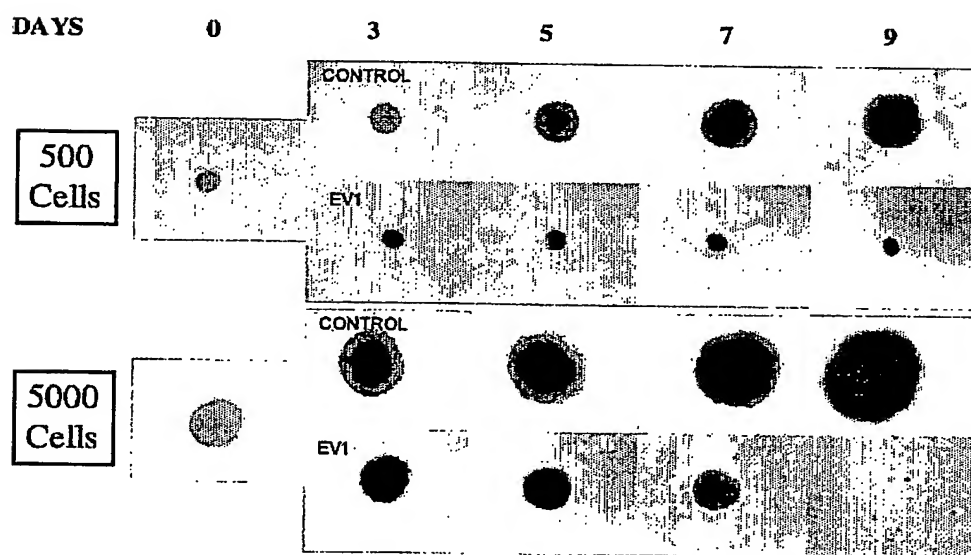 DAYS 0 3 5 7 9
CONTROL
500
Cells
EV1
CONTROL
5000
Cells
EV1